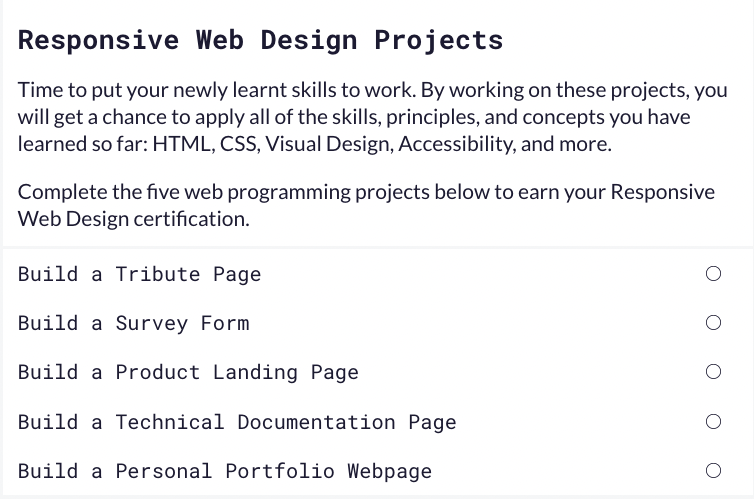 Responsive Web Design Projects
Time to put your newly learnt skills to work. By working on these projects, you
will get a chance to apply all of the skills, principles, and concepts you have
learned so far: HTML, CSS, Visual Design, Accessibility, and more.
Complete the five web programming projects below to earn your Responsive
Web Design certification.
Build a Tribute Page
Build a Survey Form
Build a Product Landing Page
Build a Technical Documentation Page
Build a Personal Portfolio Webpage